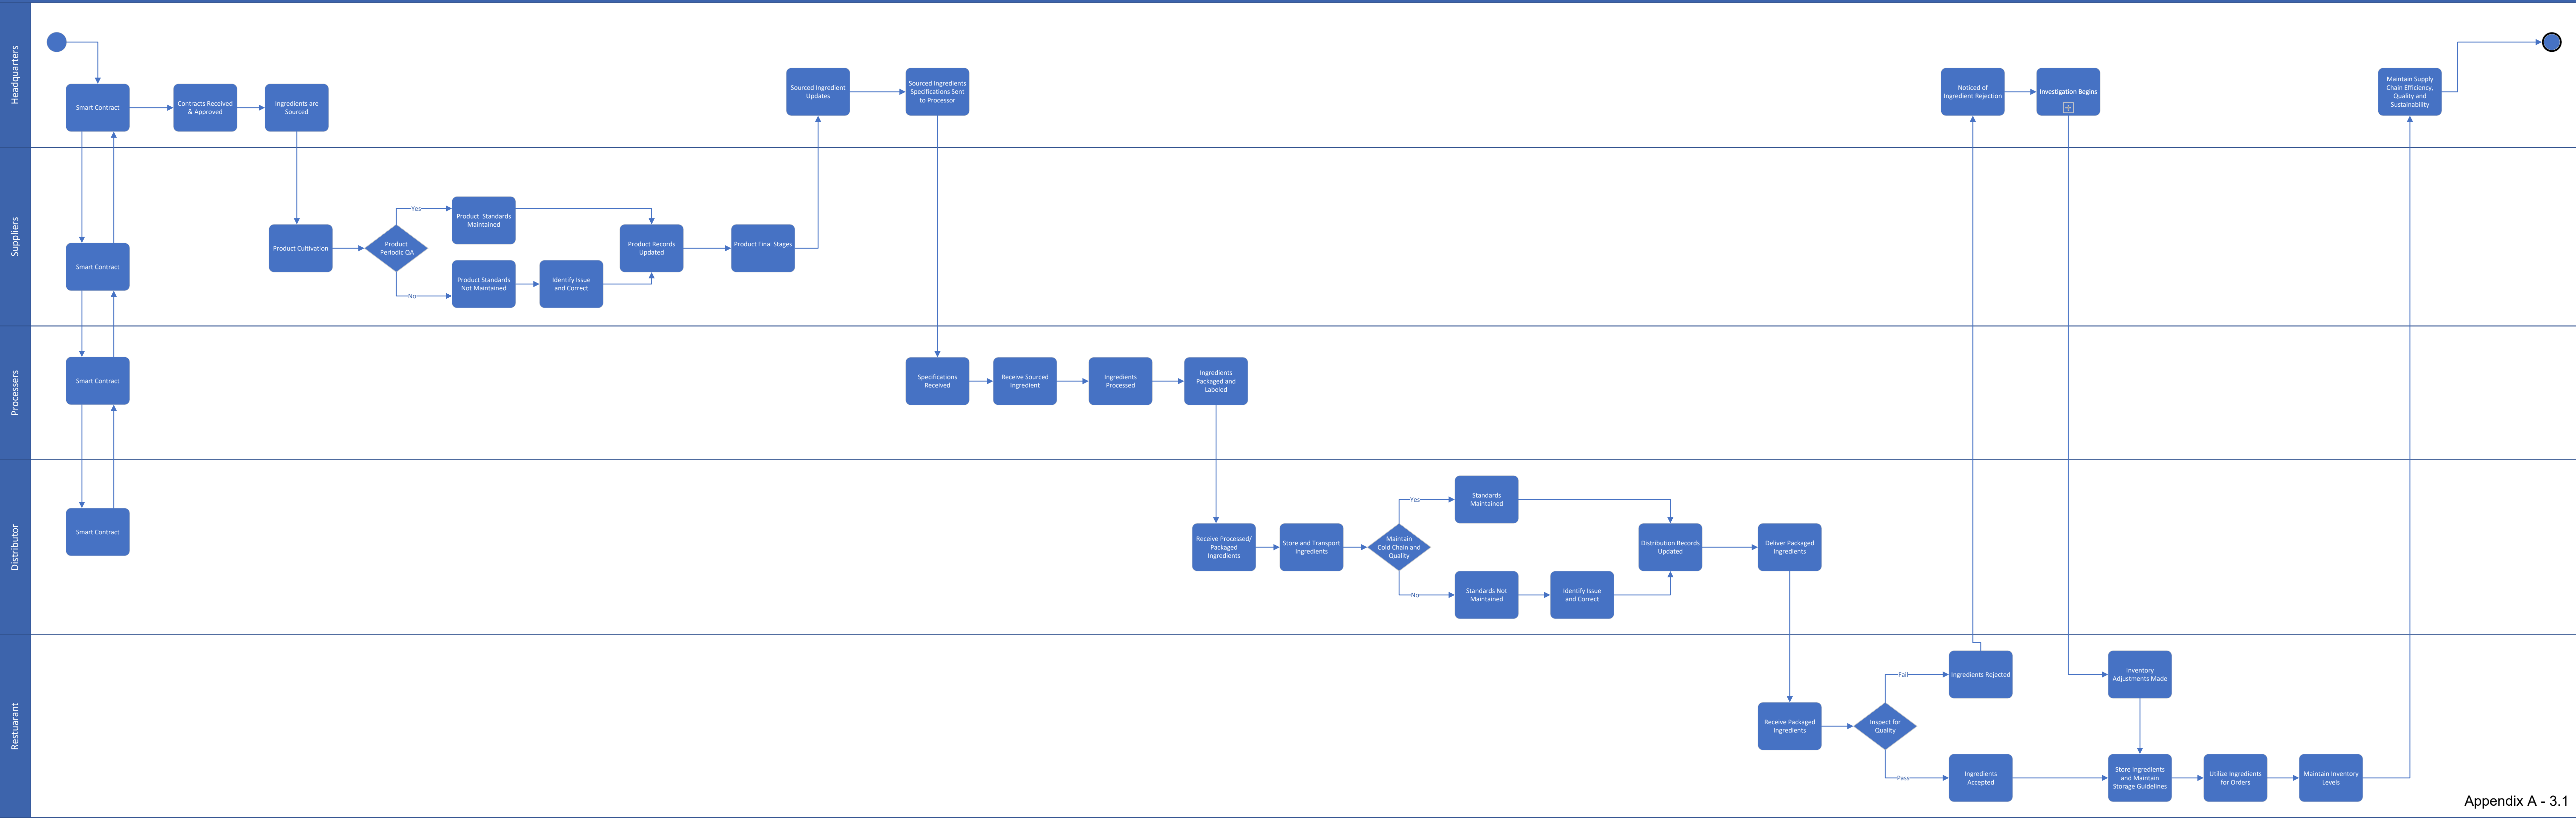 Headquarters
Smart Contract
Contracts Received
& Approved
Ingredients are
Sourced
Sourced Ingredient
Updates
Sourced Ingredients
Specifications Sent
to Processor
Noticed of
Ingredient Rejection
Investigation Begins
Maintain Supply
Chain Efficiency,
Quality and
Sustainability
Suppliers
Smart Contract
Product Cultivation
Product
Periodic QA
Yes
No
Product Standards
Maintained
Product Standards
Not Maintained
Identify Issue
and Correct
Product Records
Updated
Product Final Stages
Processers
Smart Contract
Specifications
Received
Receive Sourced
Ingredient
Ingredients
Processed
Ingredients
Packaged and
Labeled
Distributor
Smart Contract
Receive Processed/
Packaged
Ingredients
Store and Transport
Ingredients
Maintain
Cold Chain and
Quality
Yes
No
Standards
Maintained
Standards Not
Maintained
Identify Issue
and Correct
Distribution Records
Updated
Deliver Packaged
Ingredients
Restuarant
Receive Packaged
Ingredients
Inspect for
Quality
Fail
Pass
Ingredients Rejected
Ingredients
Accepted
Inventory
Adjustments Made
Store Ingredients
and Maintain
Storage Guidelines
Utilize Ingredients
for Orders
Maintain Inventory
Levels
Appendix A - 3.1